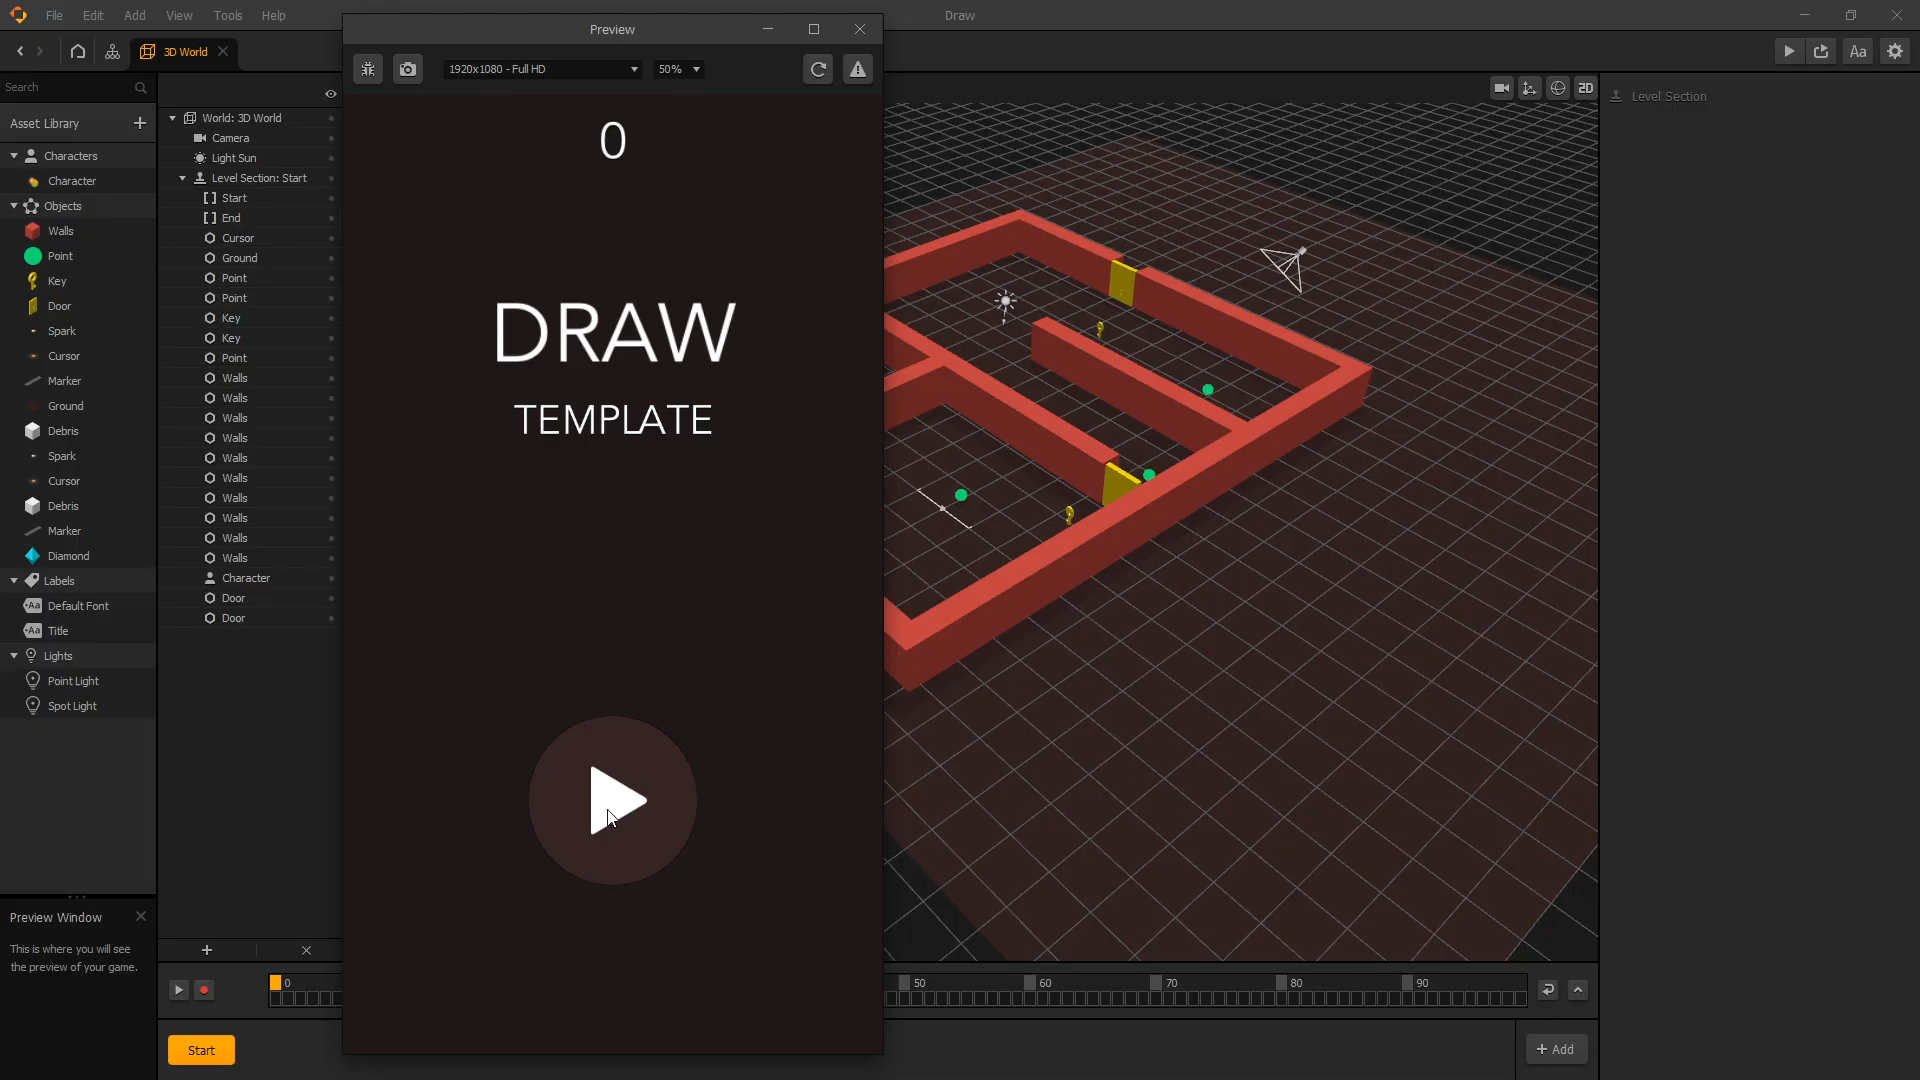 File Edit Add View Tools Help
Draw
Preview
3D World
Aa
1920x1080 - Full HD
50%
Search
Asset Library
Characters
Character
Objects
Walls
Point
Key
Door
Spark
Cursor
Marker
Ground
Debris
Spark
Cursor
Debris
Marker
Diamond
Labels
Aa Default Font
Aa Title
Lights
Point Light
Spot Light
Preview Window
This is where you will see
the preview of your game.
World: 3D World
Camera
Light Sun
Level Section: Start
Start
End
Cursor
Ground
Point
Point
Key
Key
Point
Walls
Walls
Walls
Walls
Walls
Walls
Walls
Walls
Walls
Walls
Character
Door
Door
0
DRAW
TEMPLATE
2D
Level Section
0 50 60 70 80 90
Start
+ Add